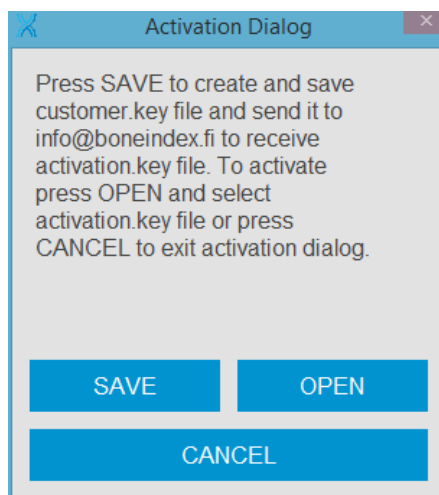 Activation Dialog
Press SAVE to create and save
customer.key file and send it to
info@boneindex.fi to receive
activation.key file. To activate
press OPEN and select
activation.key file or press
CANCEL to exit activation dialog.
SAVE
OPEN
CANCEL